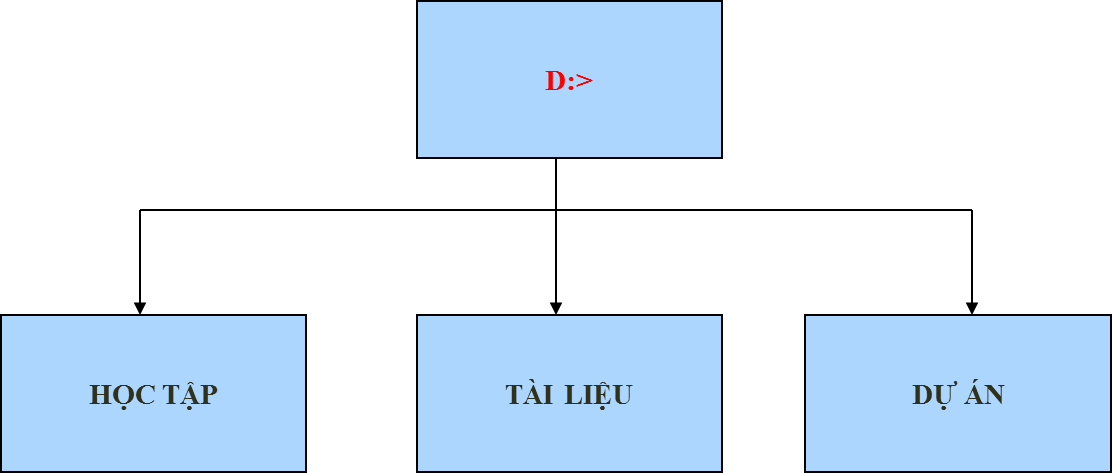 D:>
HỌC TẬP
TÀI LIỆU
DỰ ÁN